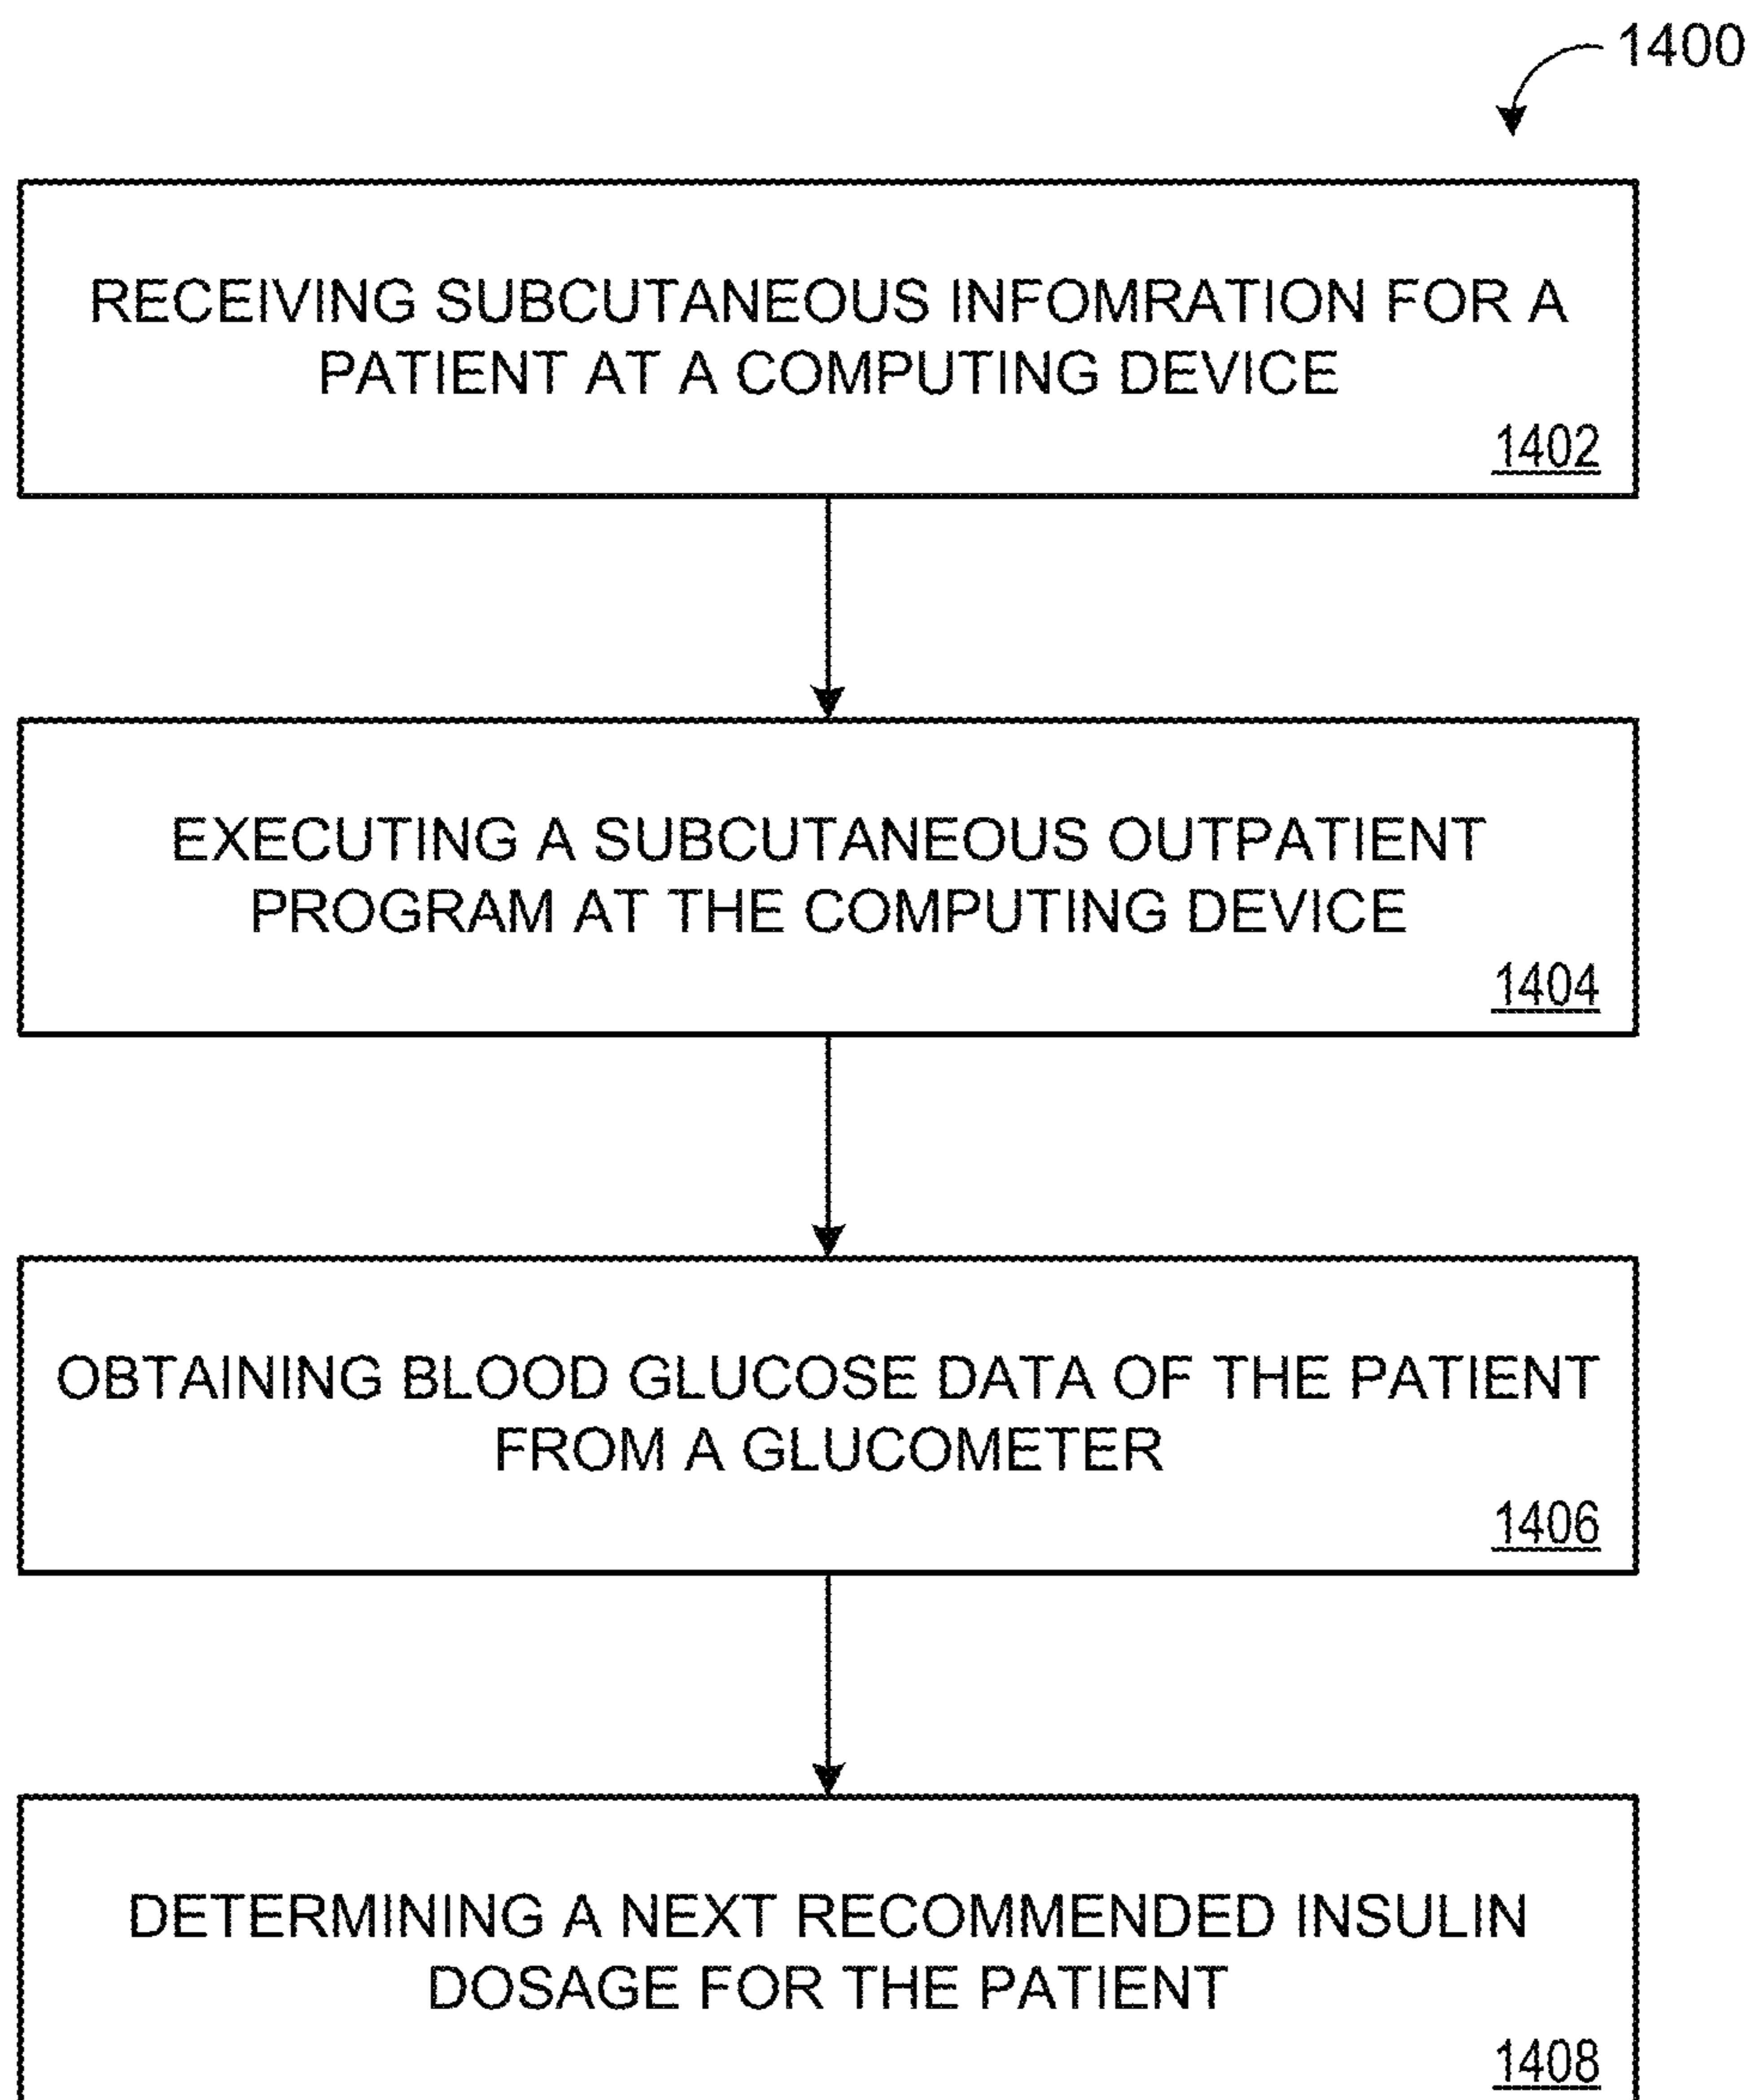 1400
RECEIVING SUBCUTANEOUS INFOMRATION FOR A
PATIENT AT A COMPUTING DEVICE
1402
EXECUTING A SUBCUTANEOUS OUTPATIENT
PROGRAM AT THE COMPUTING DEVICE
1404
OBTAINING BLOOD GLUCOSE DATA OF THE PATIENT
FROM A GLUCOMETER
1406
DETERMINING A NEXT RECOMMENDED INSULIN
DOSAGE FOR THE PATIENT
1408